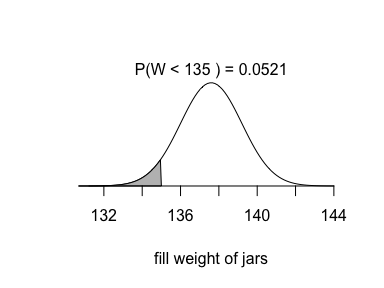 P(W < 135 ) = 0.0521
132 136 140 144
fill weight of jars